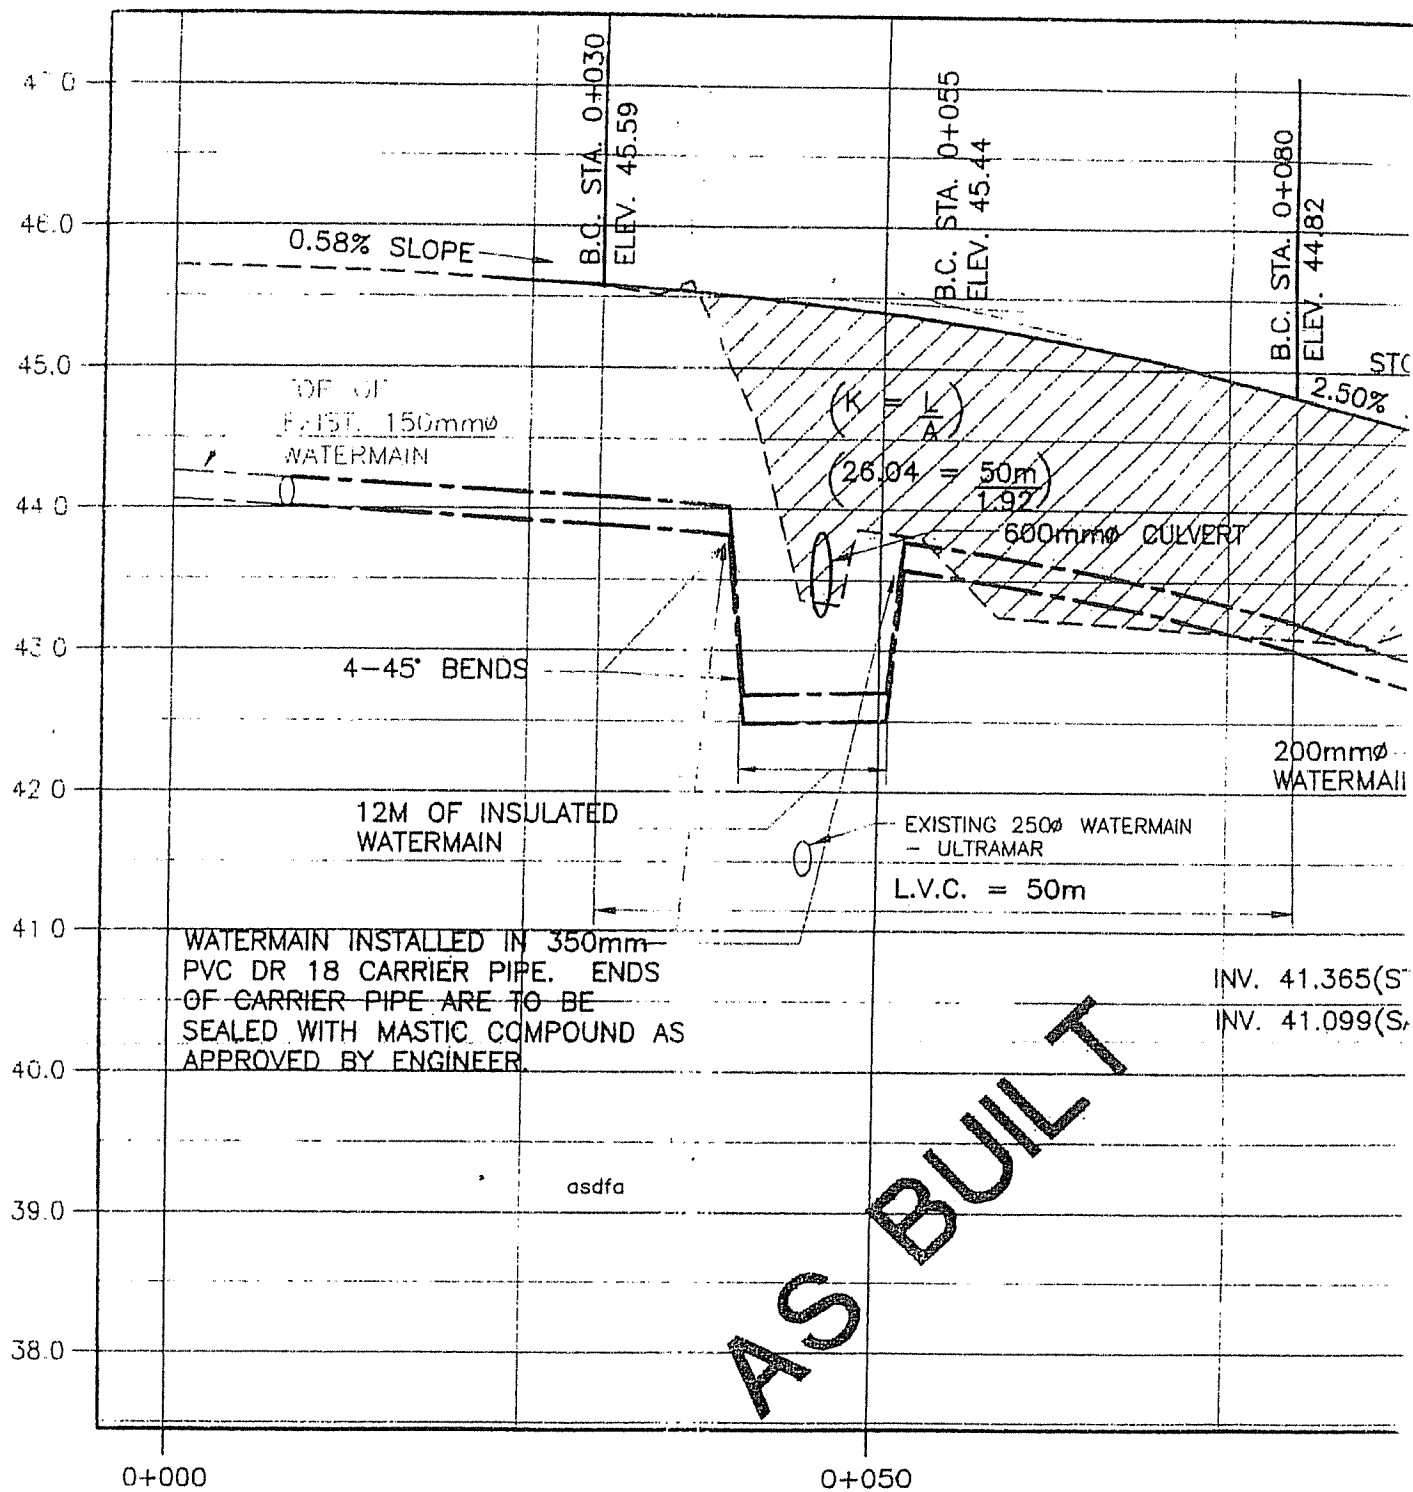 B.C. STA. 0+030
ELEV. 45.59
B.C. STA. 0+055
ELEV. 45.44
B.C. STA. 0+080
ELEV. 44.82
46.0
0.58% SLOPE
45.0
2.50%
EXIST. 150mmø
WATERMAIN
(K = L/A)
(26.04 = 50m/1.92)
44.0
600mmø CULVERT
43.0
4-45° BENDS
200mmø
42.0
12M OF INSULATED
WATERMAIN
EXISTING 250ø WATERMAIN
- ULTRAMAR
L.V.C. = 50m
41.0
WATERMAIN INSTALLED IN 350mm
PVC DR 18 CARRIER PIPE. ENDS
OF CARRIER PIPE ARE TO BE
SEALED WITH MASTIC COMPOUND AS
APPROVED BY ENGINEER.
INV. 41.365
INV. 41.099
40.0
asdfa
39.0
38.0
AS BUILT
0+000
0+050